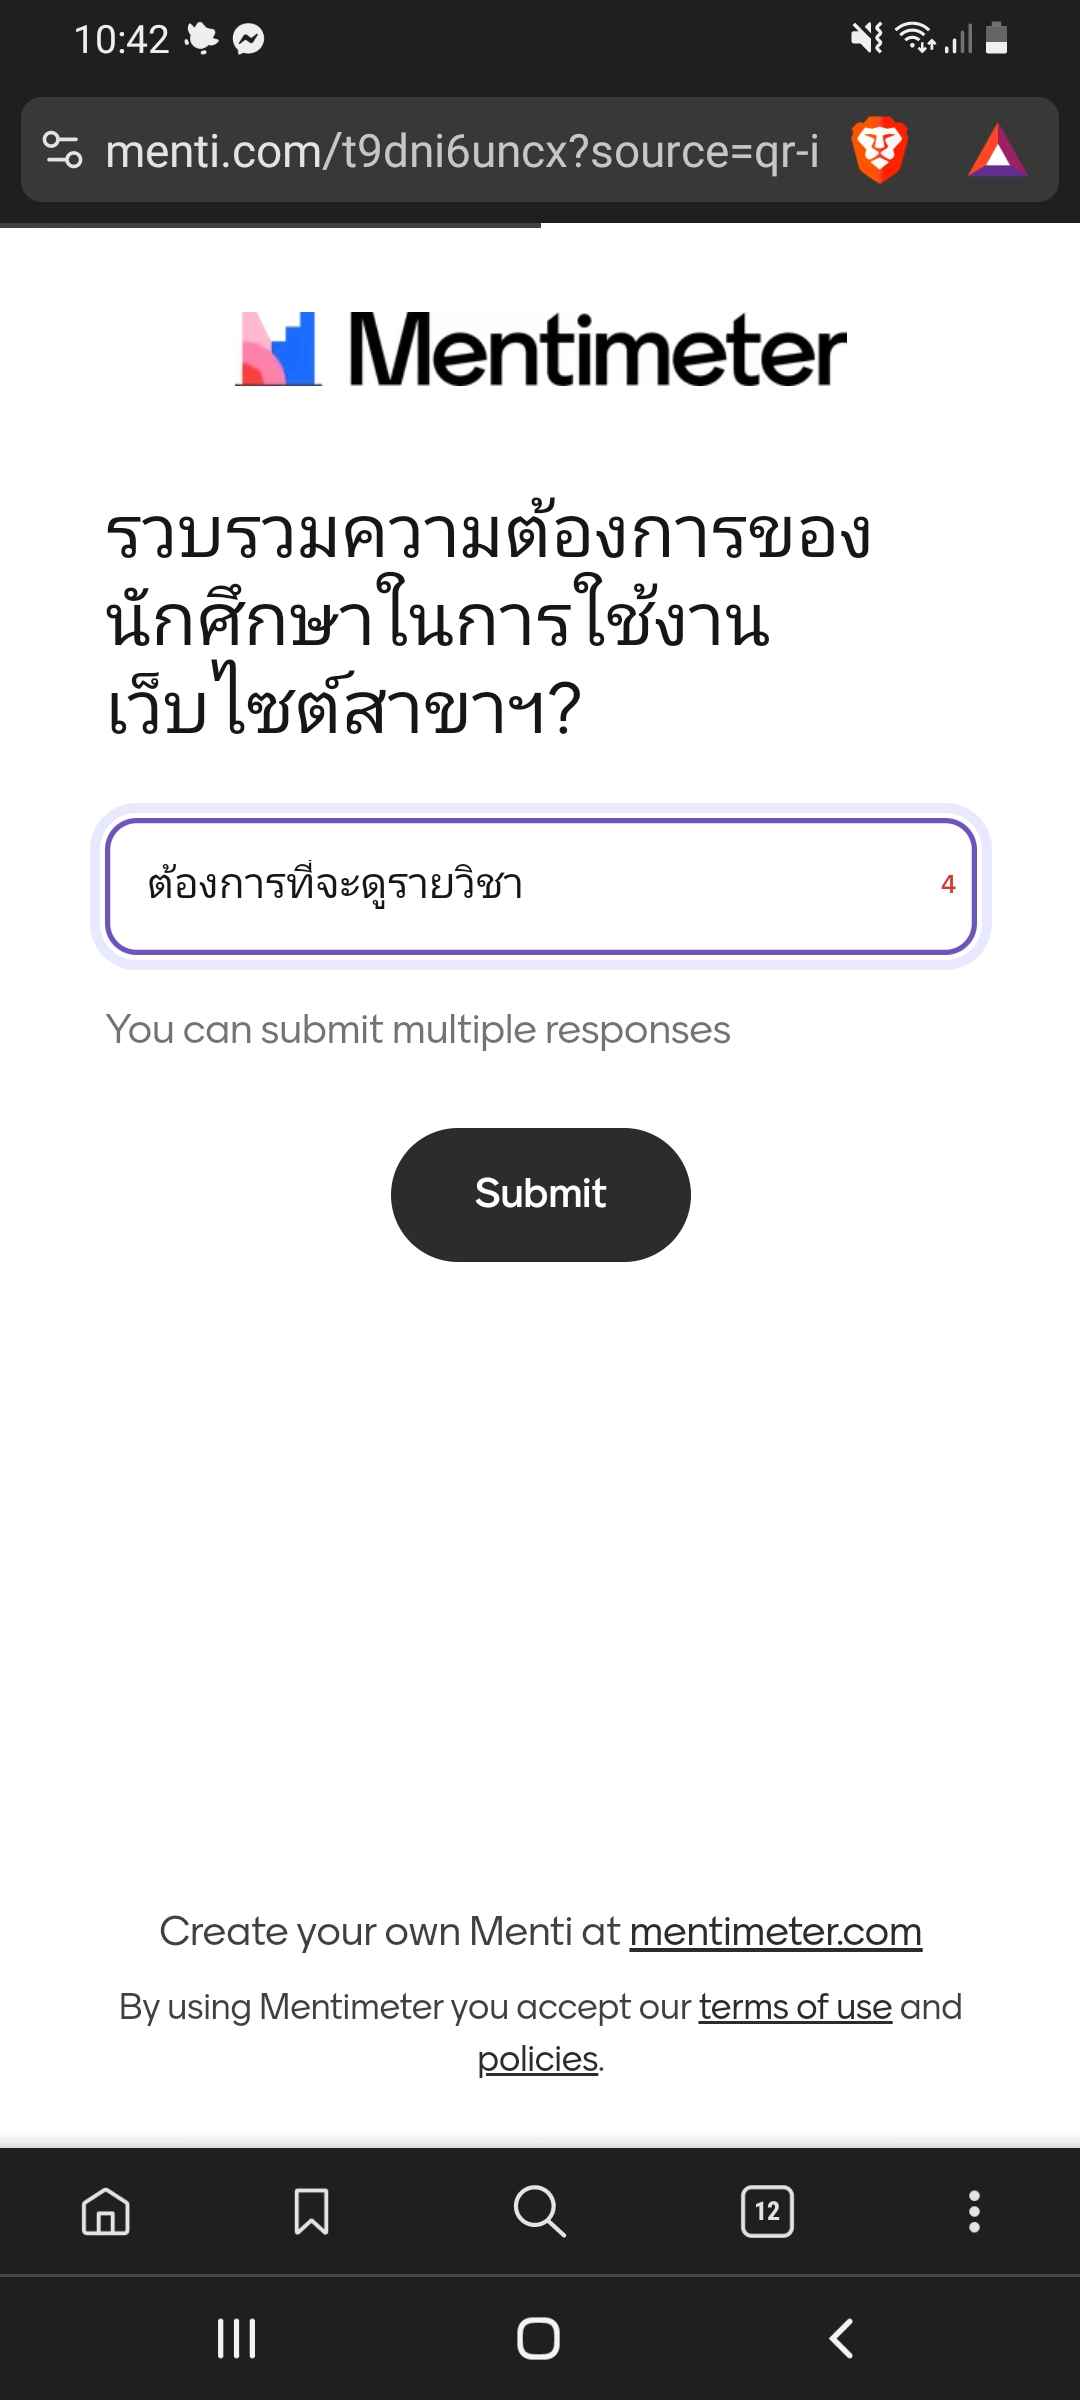 10:42
menti.com/t9dni6uncx?source=qr-i
Mentimeter
รวบรวมความต้องการของ
นักศึกษาในการใช้งาน
เว็บไซต์สาขาฯ?
ต้องการที่จะดูรายวิชา
4
You can submit multiple responses
Submit
Create your own Menti at mentimeter.com
By using Mentimeter you accept our terms of use and
policies.
12